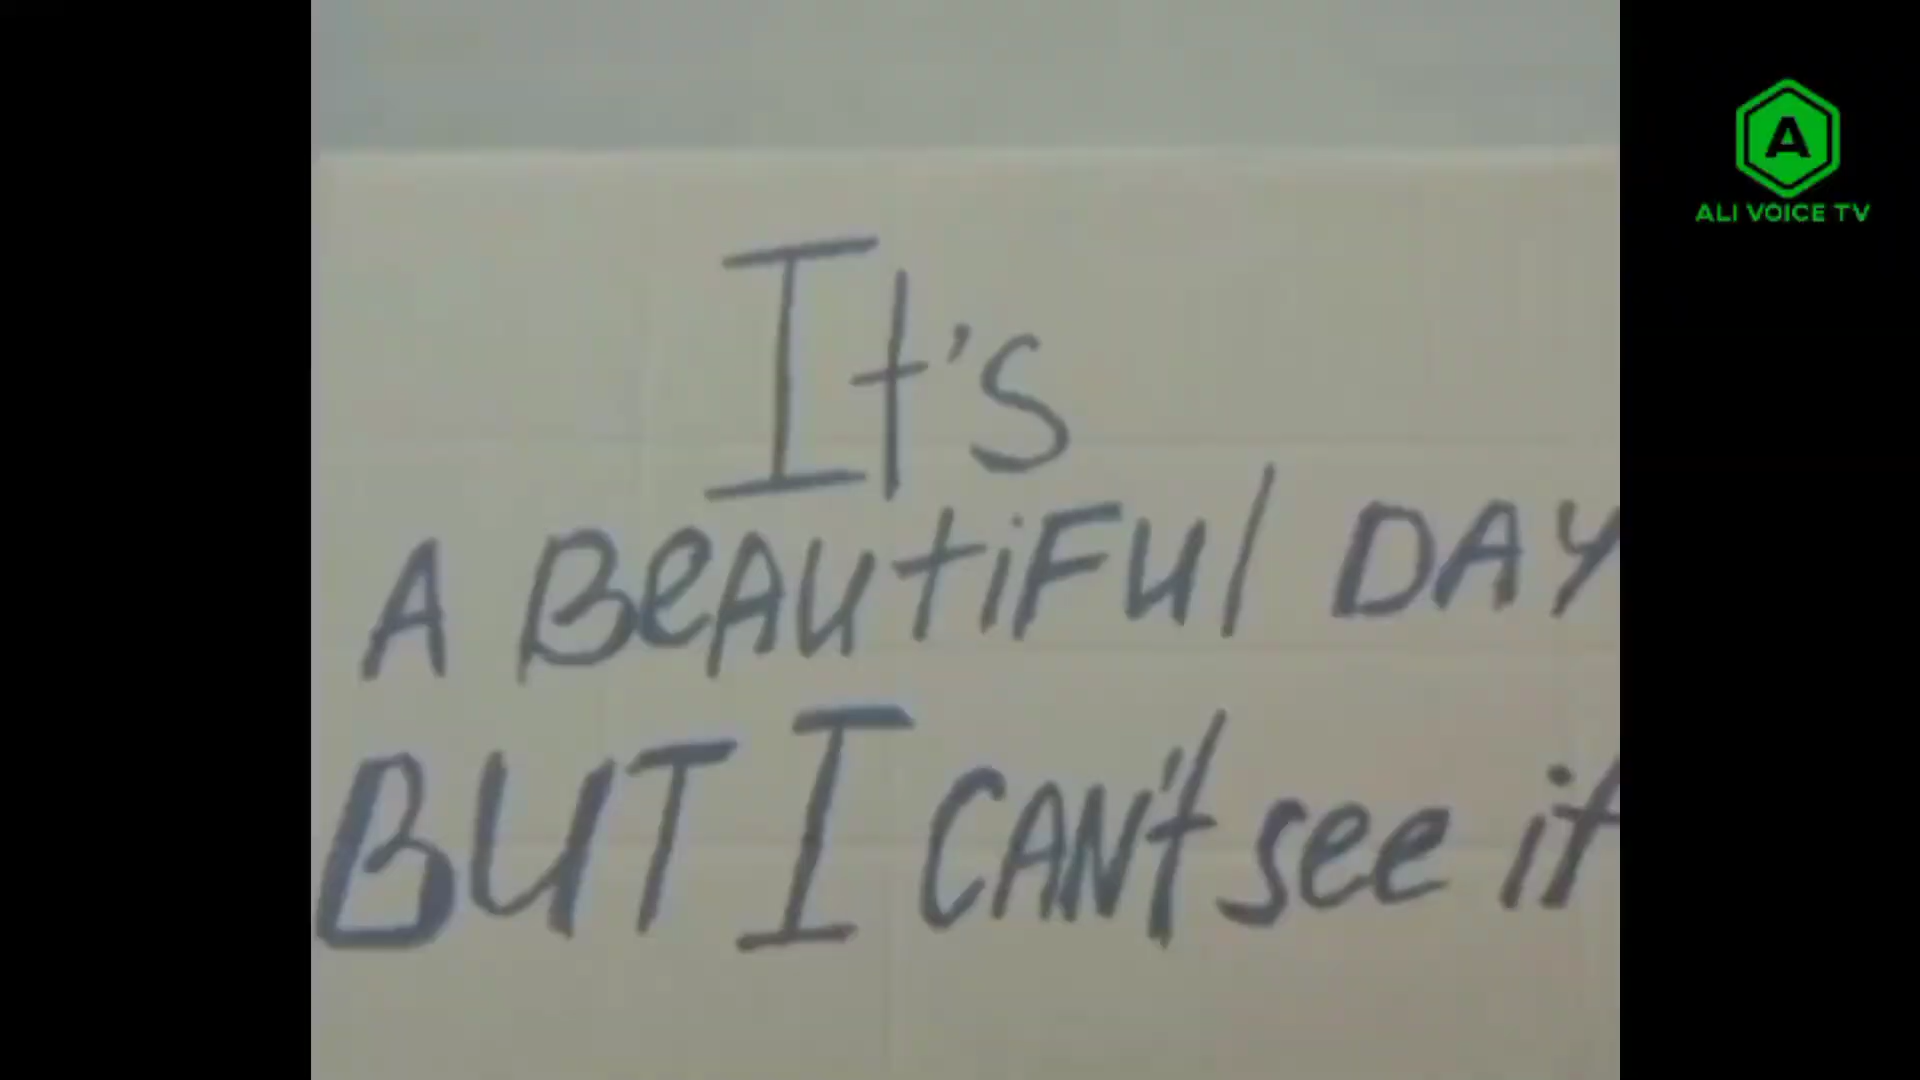 It's
A BeAutiFul DAY
BUT I CAN't see it
A
ALI VOICE TV